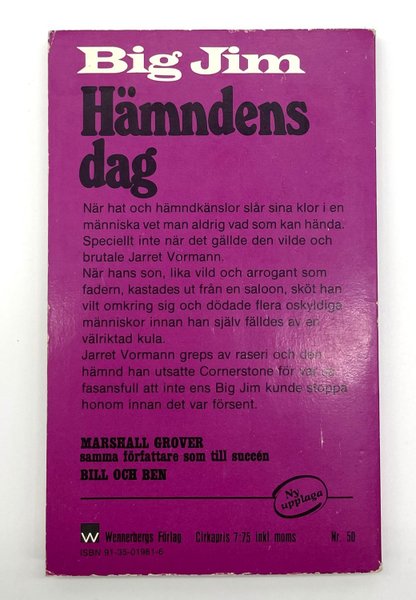 Big Jim
Hämndens
dag
När hat och hämndkänslor slår sina klor i en
människa vet man aldrig vad som kan hända.
Speciellt inte när det gällde den vilde och
brutale Jarret Vormann.
När hans son, lika vild och arrogant som
fadern, kastades ut från en saloon, sköt han
vilt omkring sig och dödade flera oskyldiga
människor innan han själv fälldes av en
välriktad kula.
Jarret Vormann greps av raseri och den
hämnd han utsatte Cornerstone för var så
fasansfull att inte ens Big Jim kunde stoppa
honom innan det var försent.
MARSHALL GROVER
samma författare som till succén
BILL OCH BEN
Ny
upplaga
W Wennerbergs Förlag Cirkapris 7:75 inkl. moms Nr. 50
ISBN 91-35-01981-5